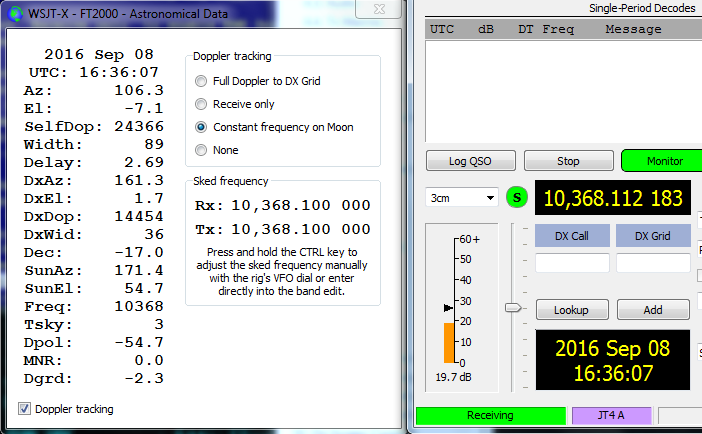 WSJT-X - FT2000 - Astronomical Data
2016 Sep 08
UTC: 16:36:07
Az: 106.3
El: -7.1
SelfDop: 24366
Width: 89
Delay: 2.69
DxAz: 161.3
DxEl: 1.7
DxDop: 14454
DxWid: 36
Dec: -17.0
SunAz: 171.4
SunEl: 54.7
Freq: 10368
Tsky: 3
Dpol: -54.7
MNR: 0.0
Dgrd: -2.3
Doppler tracking
Doppler tracking
Full Doppler to DX Grid
Receive only
Constant frequency on Moon
None
Sked frequency
Rx: 10,368.100 000
Tx: 10,368.100 000
Press and hold the CTRL key to
adjust the sked frequency manually
with the rig's VFO dial or enter
directly into the band edit.
Single-Period Decodes
UTC dB DT Freq Message
Log QSO Stop Monitor
3cm S 10,368.112 183
DX Call DX Grid
60+
50
40
30
20
10
0
19.7 dB
Lookup Add
2016 Sep 08
16:36:07
Receiving JT4 A